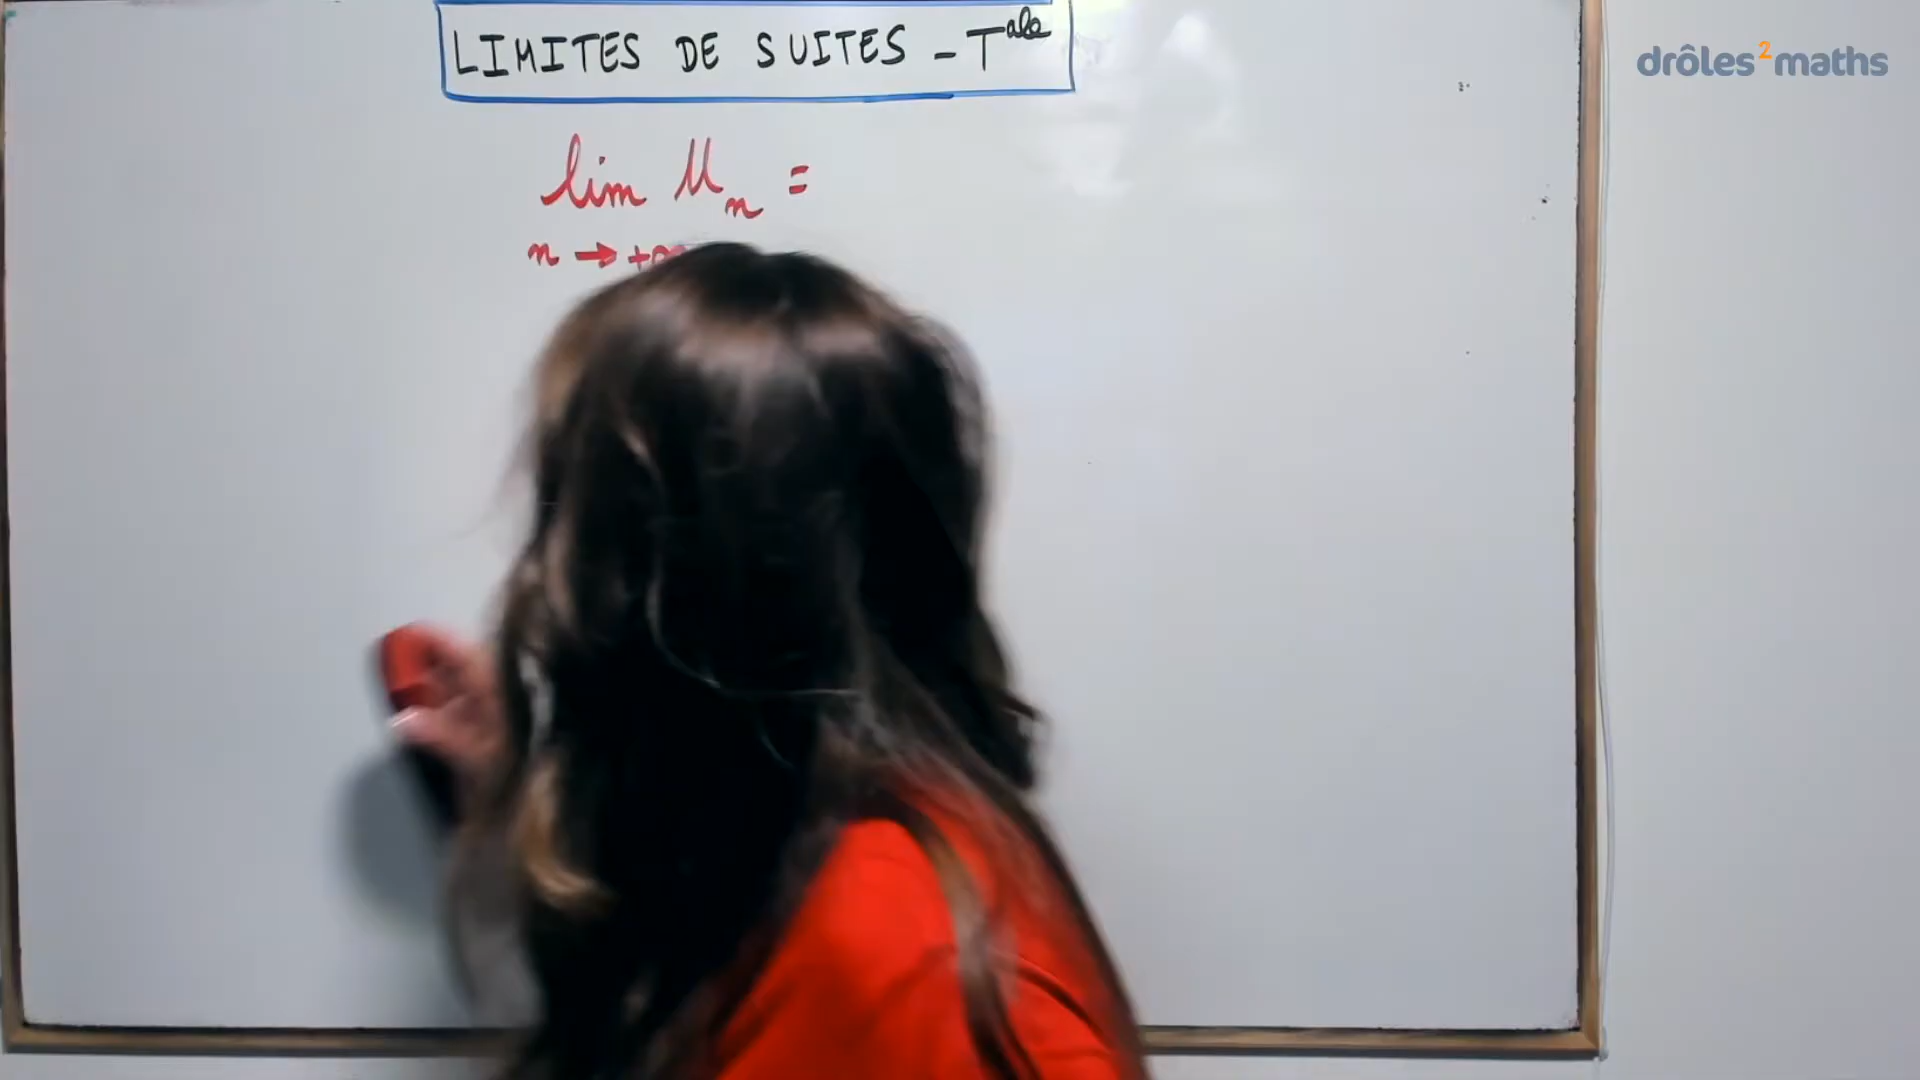 LIMITES DE SUITES - Tale
drôles²maths
lim Un =
n → +∞